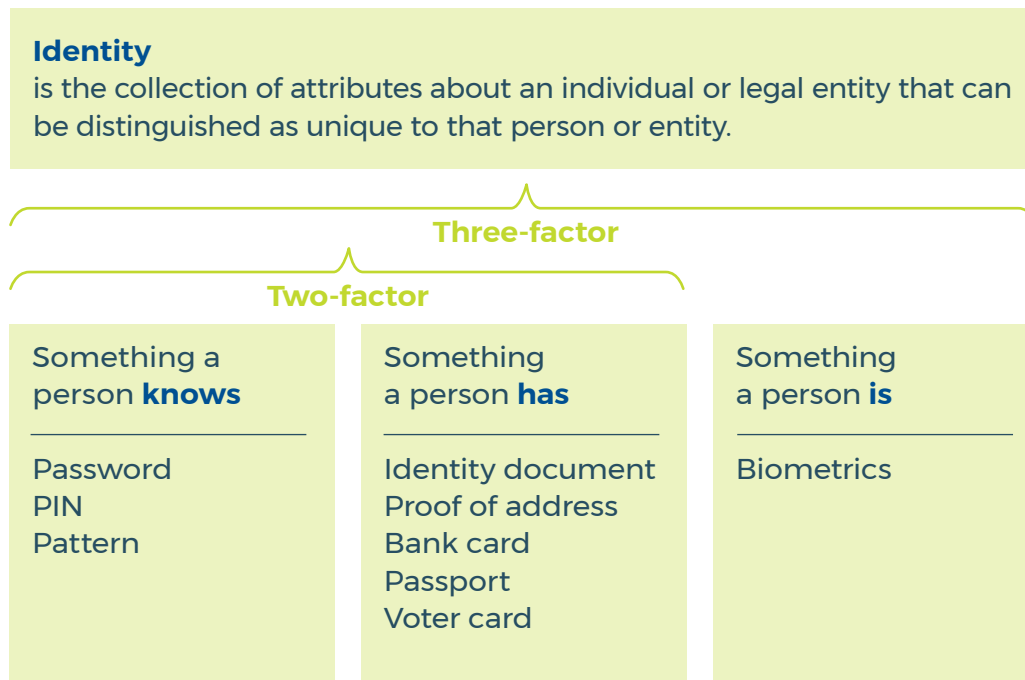 Identity
is the collection of attributes about an individual or legal entity that can
be distinguished as unique to that person or entity.
Three-factor
Two-factor
Something a
person knows
Password
PIN
Pattern
Something
a person has
Identity document
Proof of address
Bank card
Passport
Voter card
Something
a person is
Biometrics